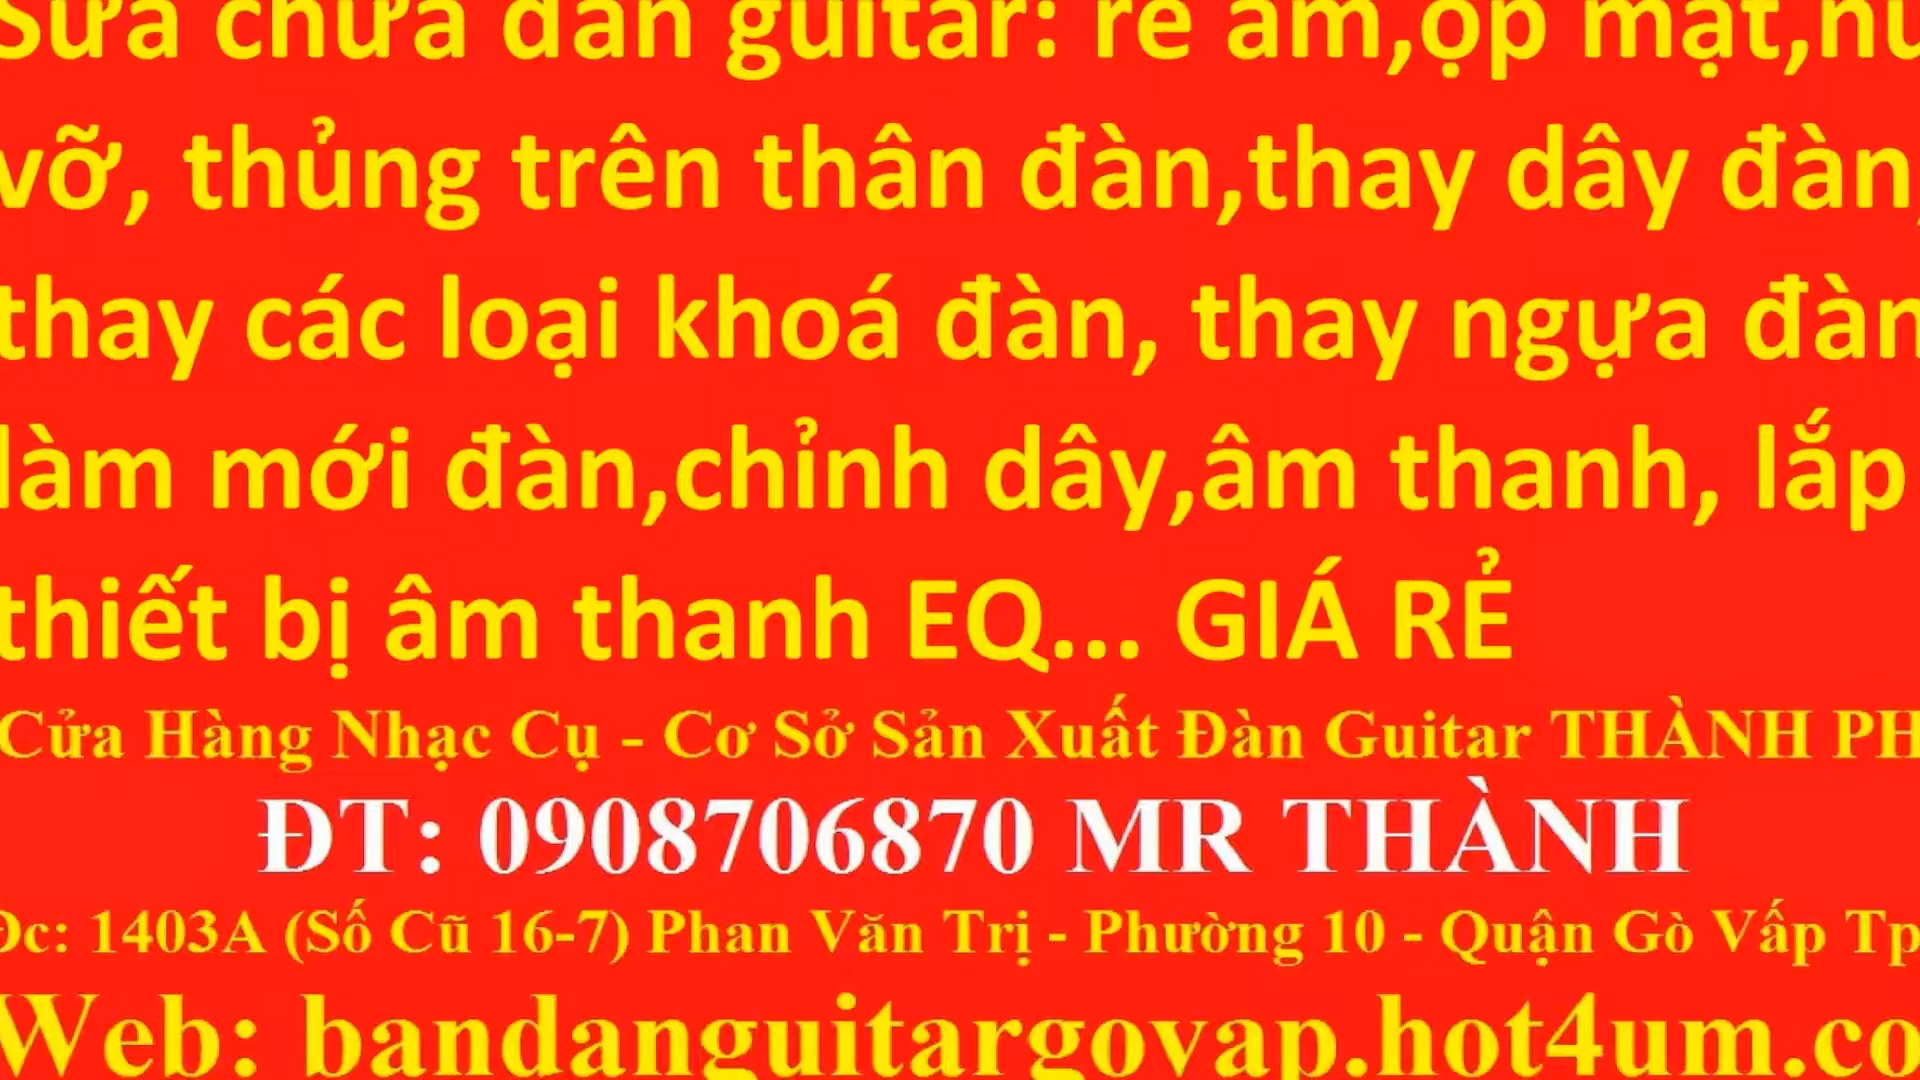 Sửa chữa đàn guitar: rè âm,ọp mặt,nứ
vỡ, thủng trên thân đàn,thay dây đàn,
thay các loại khoá đàn, thay ngựa đàn
làm mới đàn,chỉnh dây,âm thanh, lắp
thiết bị âm thanh EQ... GIÁ RẺ
Cửa Hàng Nhạc Cụ - Cơ Sở Sản Xuất Đàn Guitar THÀNH PH
ĐT: 0908706870 MR THÀNH
Đc: 1403A (Số Cũ 16-7) Phan Văn Trị - Phường 10 - Quận Gò Vấp Tp
Web: bandanguitargovap.hot4um.co